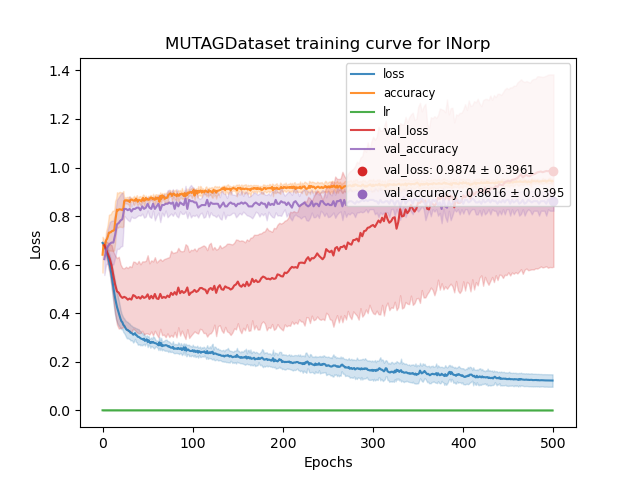 MUTAGDataset training curve for INorp
loss
accuracy
lr
val_loss
val_accuracy
val_loss: 0.9874 ± 0.3961
val_accuracy: 0.8616 ± 0.0395
1.4
1.2
1.0
0.8
0.6
0.4
0.2
0.0
Loss
0 100 200 300 400 500
Epochs